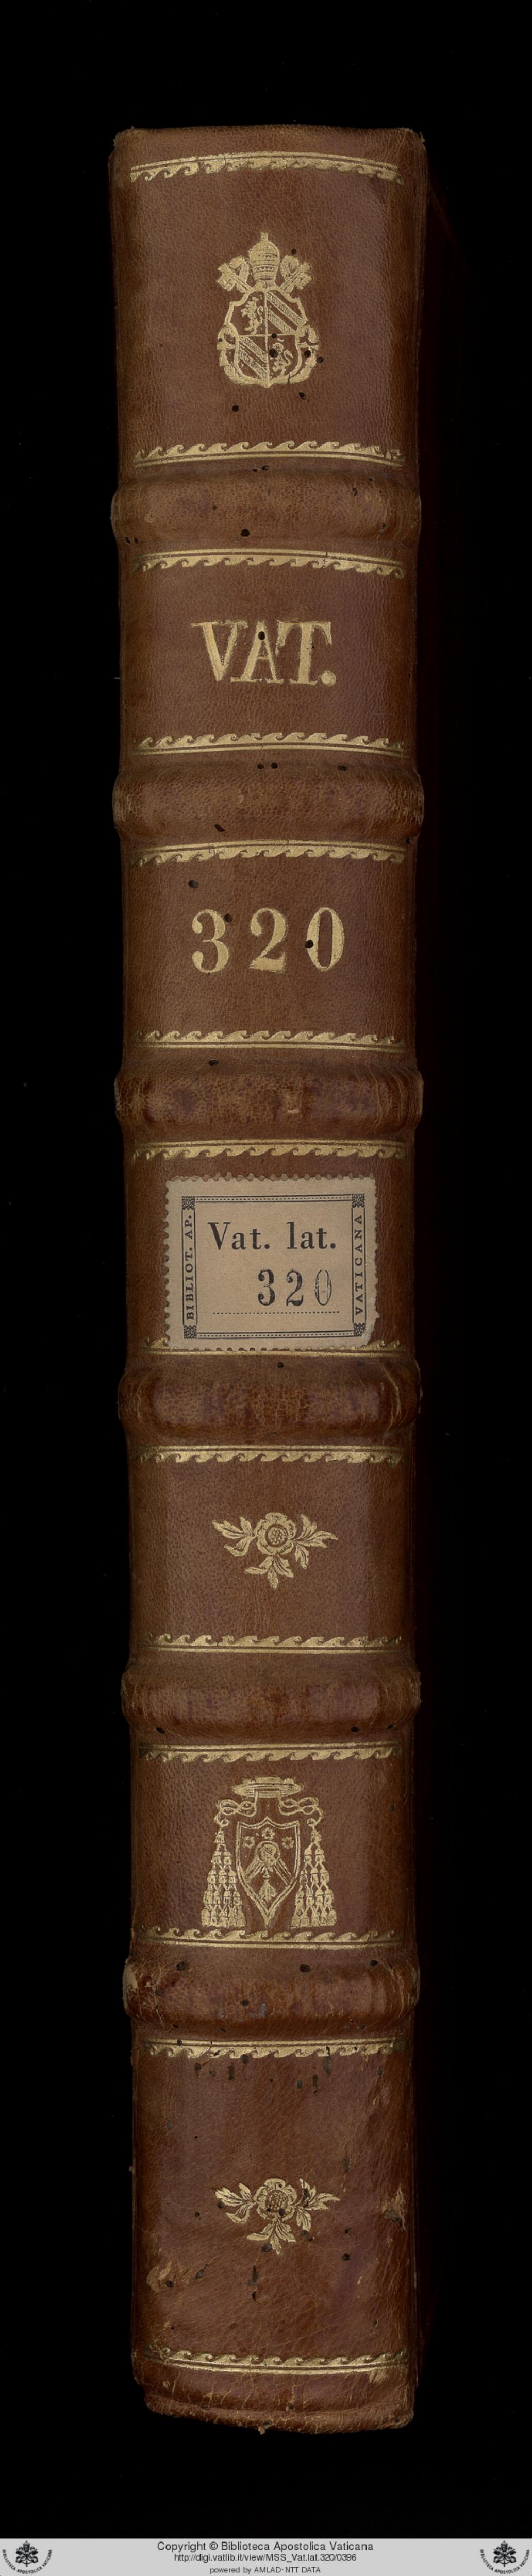 VAT.
320
BIBLIOT. AP.
Vat. lat.
320
VATICANA
Copyright © Biblioteca Apostolica Vaticana
http://digi.vatlib.it/view/MSS_Vat.lat.320/0396
powered by AMLAD - NTT DATA